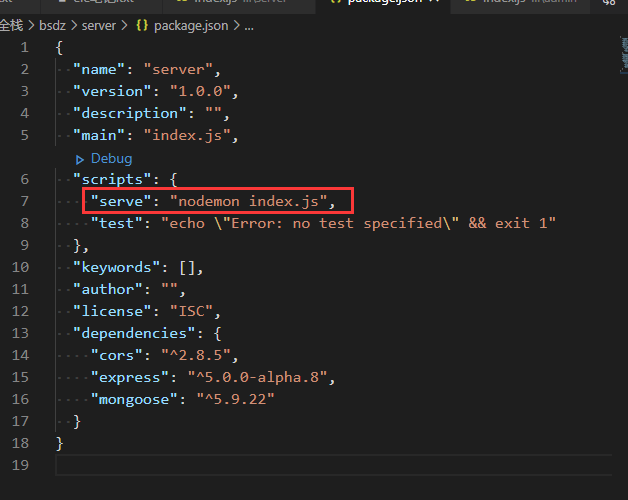 全栈 > bsdz > server > {} package.json > ...
1 {
2 "name": "server",
3 "version": "1.0.0",
4 "description": "",
5 "main": "index.js",
Debug
6 "scripts": {
7 "serve": "nodemon index.js",
8 "test": "echo \"Error: no test specified\" && exit 1"
9 },
10 "keywords": [],
11 "author": "",
12 "license": "ISC",
13 "dependencies": {
14 "cors": "^2.8.5",
15 "express": "^5.0.0-alpha.8",
16 "mongoose": "^5.9.22"
17 }
18 }
19